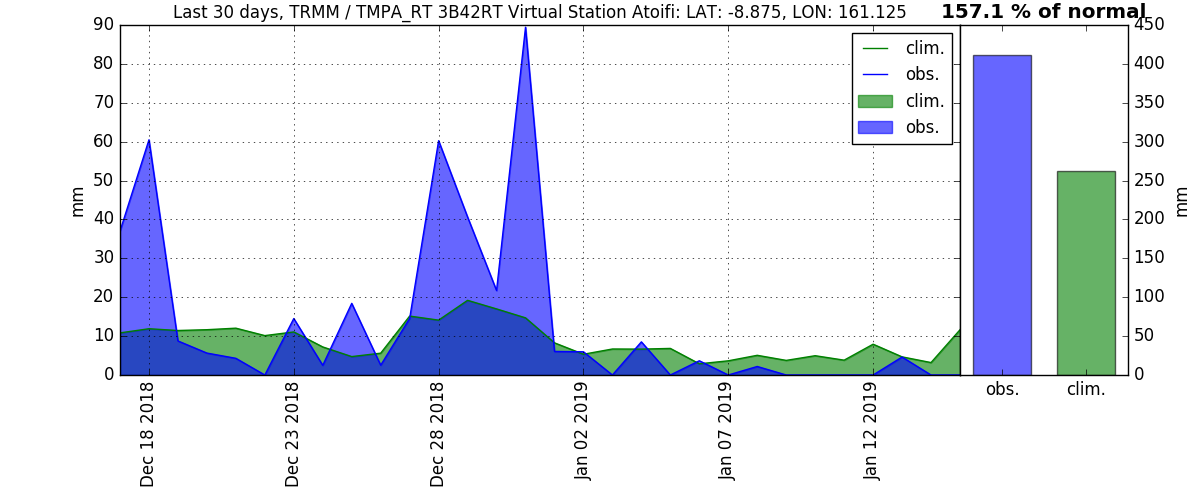 Last 30 days, TRMM / TMPA_RT 3B42RT Virtual Station Atoifi: LAT: -8.875, LON: 161.125
157.1 % of normal
90
80
70
60
50
40
30
20
10
0
mm
clim.
obs.
clim.
obs.
Dec 18 2018
Dec 23 2018
Dec 28 2018
Jan 02 2019
Jan 07 2019
Jan 12 2019
450
400
350
300
250
200
150
100
50
0
mm
obs.
clim.